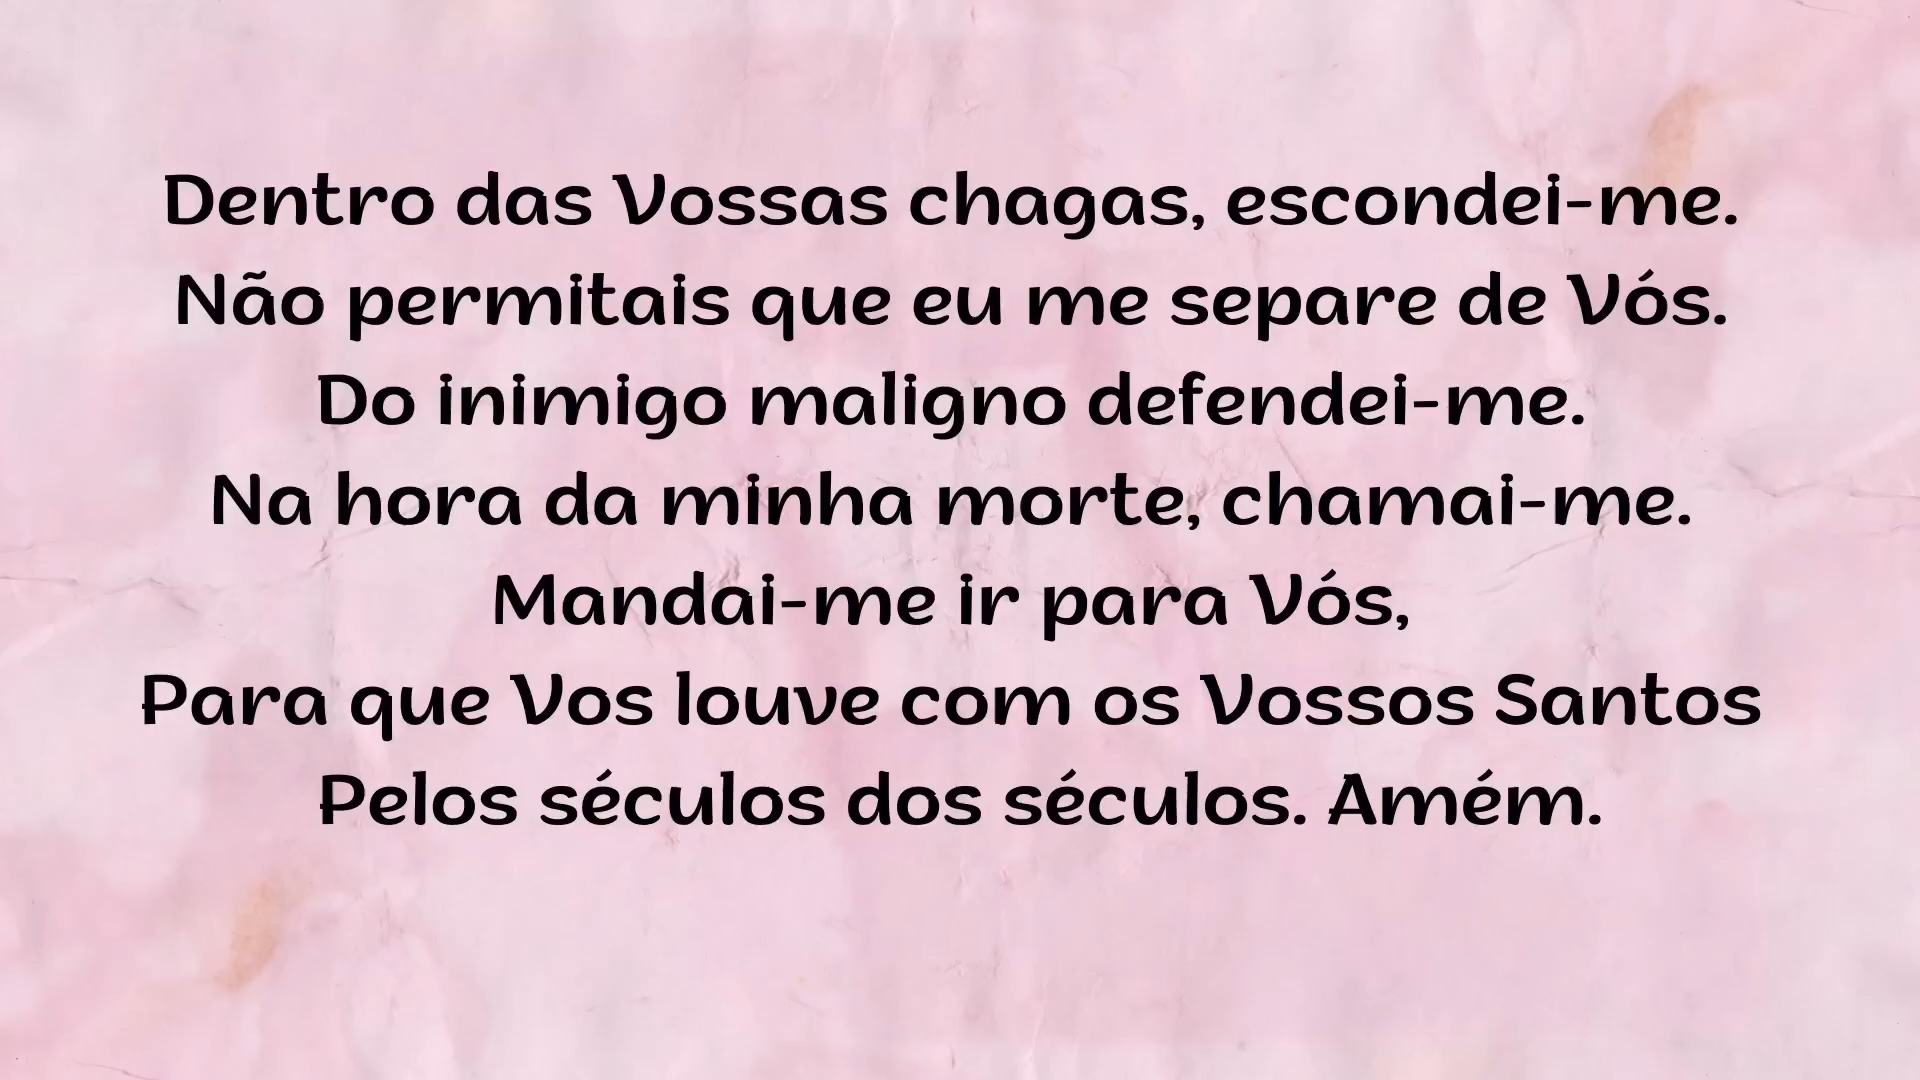 Dentro das Vossas chagas, escondei-me.
Não permitais que eu me separe de Vós.
Do inimigo maligno defendei-me.
Na hora da minha morte, chamai-me.
Mandai-me ir para Vós,
Para que Vos louve com os Vossos Santos
Pelos séculos dos séculos. Amém.